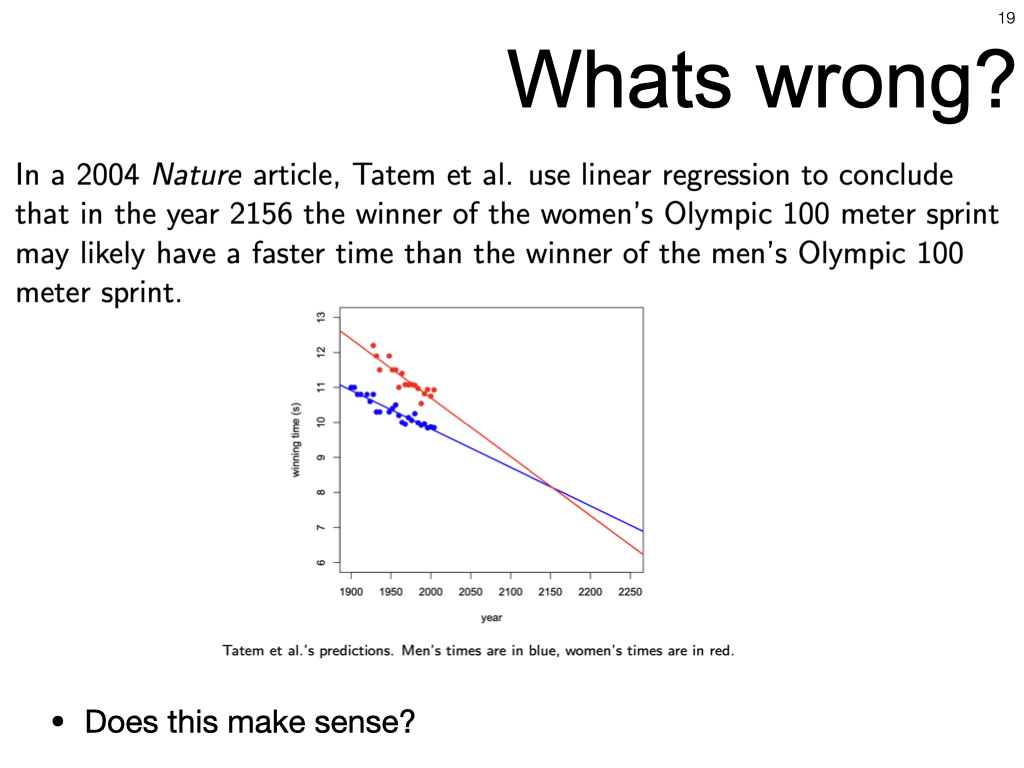 19
Whats wrong?
In a 2004 Nature article, Tatem et al. use linear regression to conclude
that in the year 2156 the winner of the women's Olympic 100 meter sprint
may likely have a faster time than the winner of the men's Olympic 100
meter sprint.
13
12
11
10
9
8
7
6
winning time (s)
1900 1950 2000 2050 2100 2150 2200 2250
year
Tatem et al.'s predictions. Men's times are in blue, women's times are in red.
• Does this make sense?